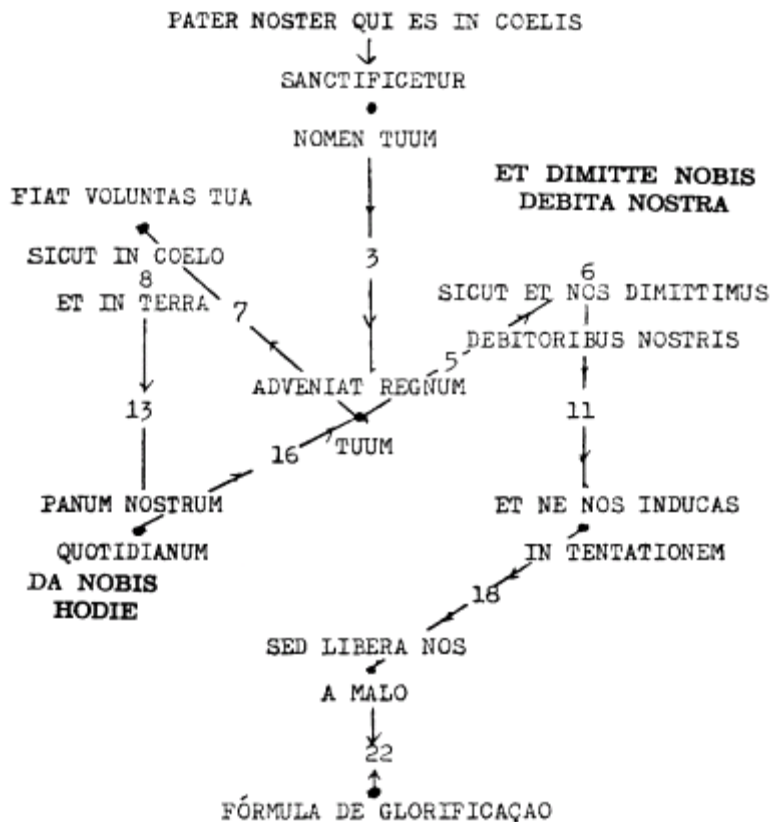 PATER NOSTER QUI ES IN COELIS
SANCTIFICETUR
NOMEN TUUM
ET DIMITTE NOBIS
DEBITA NOSTRA
FIAT VOLUNTAS TUA
SICUT IN COELO
8
ET IN TERRA
7
3
6
SICUT ET NOS DIMITTIMUS
DEBITORIBUS NOSTRIS
5
ADVENIAT REGNUM
TUUM
13
16
11
PANUM NOSTRUM
QUOTIDIANUM
DA NOBIS
HODIE
ET NE NOS INDUCAS
IN TENTATIONEM
18
SED LIBERA NOS
A MALO
22
FÓRMULA DE GLORIFICAÇAO